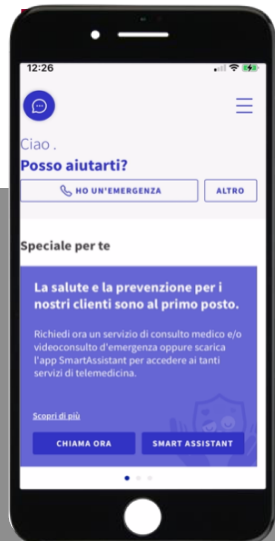 12:26
Ciao .
Posso aiutarti?
HO UN'EMERGENZA
ALTRO
Speciale per te
La salute e la prevenzione per i
nostri clienti sono al primo posto.
Richiedi ora un servizio di consulto medico e/o
videoconsulto d'emergenza oppure scarica
l'app SmartAssistant per accedere ai tanti
servizi di telemedicina.
Scopri di più
CHIAMA ORA
SMART ASSISTANT